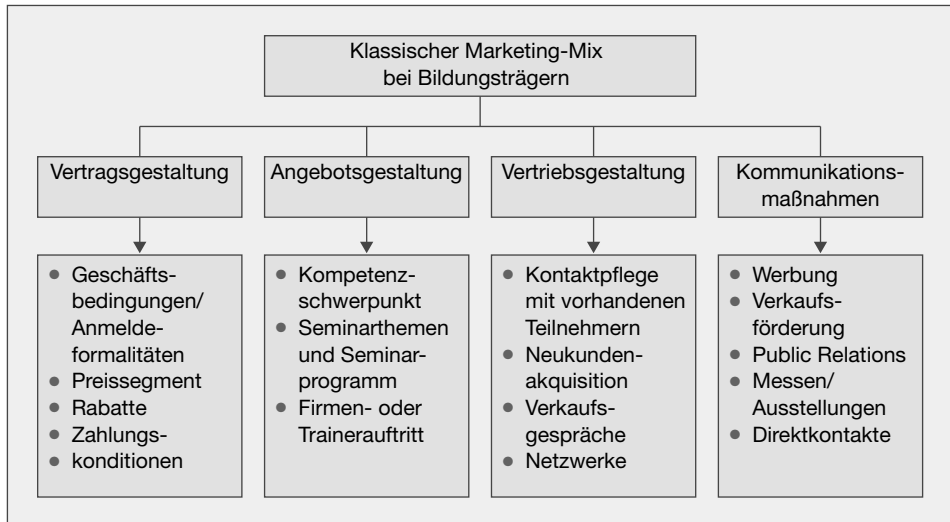 Klassischer Marketing-Mix
bei Bildungsträgern
Vertragsgestaltung
Angebotsgestaltung
Vertriebsgestaltung
Kommunikations-
maßnahmen
● Geschäfts-
bedingungen/
Anmelde-
formalitäten
● Preissegment
● Rabatte
● Zahlungs-
● konditionen
● Kompetenz-
schwerpunkt
● Seminarthemen
und Seminar-
programm
● Firmen- oder
Trainerauftritt
● Kontaktpflege
mit vorhandenen
Teilnehmern
● Neukunden-
akquisition
● Verkaufs-
gespräche
● Netzwerke
● Werbung
● Verkaufs-
förderung
● Public Relations
● Messen/
Ausstellungen
● Direktkontakte